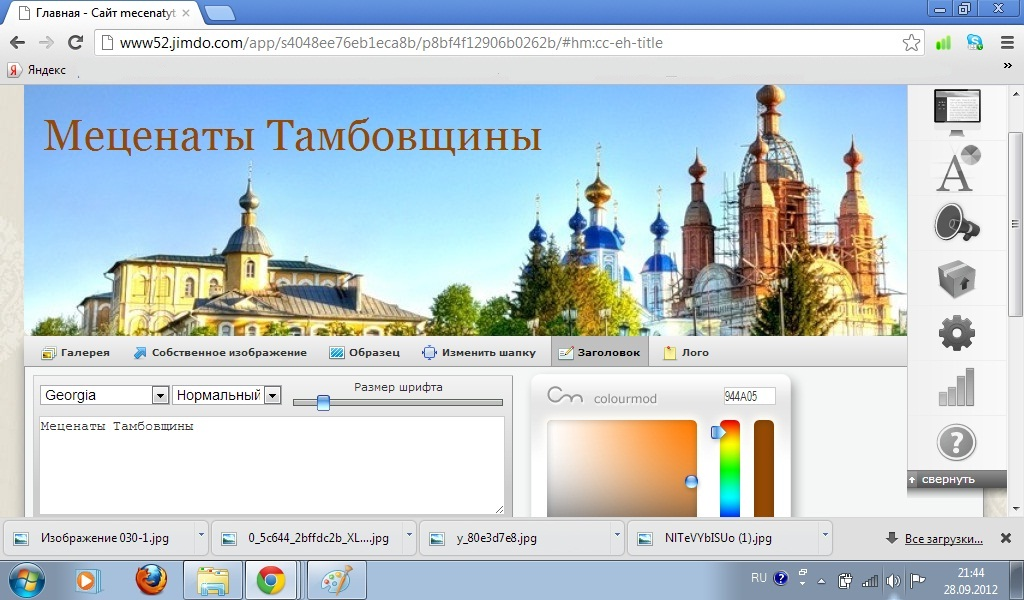 Главная - Сайт mecenatyt
www52.jimdo.com/app/s4048ee76eb1eca8b/p8bf4f12906b0262b/#hm:cc-eh-title
Яндекс
»
Меценаты Тамбовщины
Галерея Собственное изображение Образец Изменить шапку Заголовок Лого
Georgia Нормальный Размер шрифта
Меценаты Тамбовщины
Cm colourmod 944A05
свернуть
Изображение 030-1.jpg 0_5c644_2bffdc2b_XL....jpg y_80e3d7e8.jpg NITeVYbISUo (1).jpg Все загрузки...
RU
21:44
28.09.2012